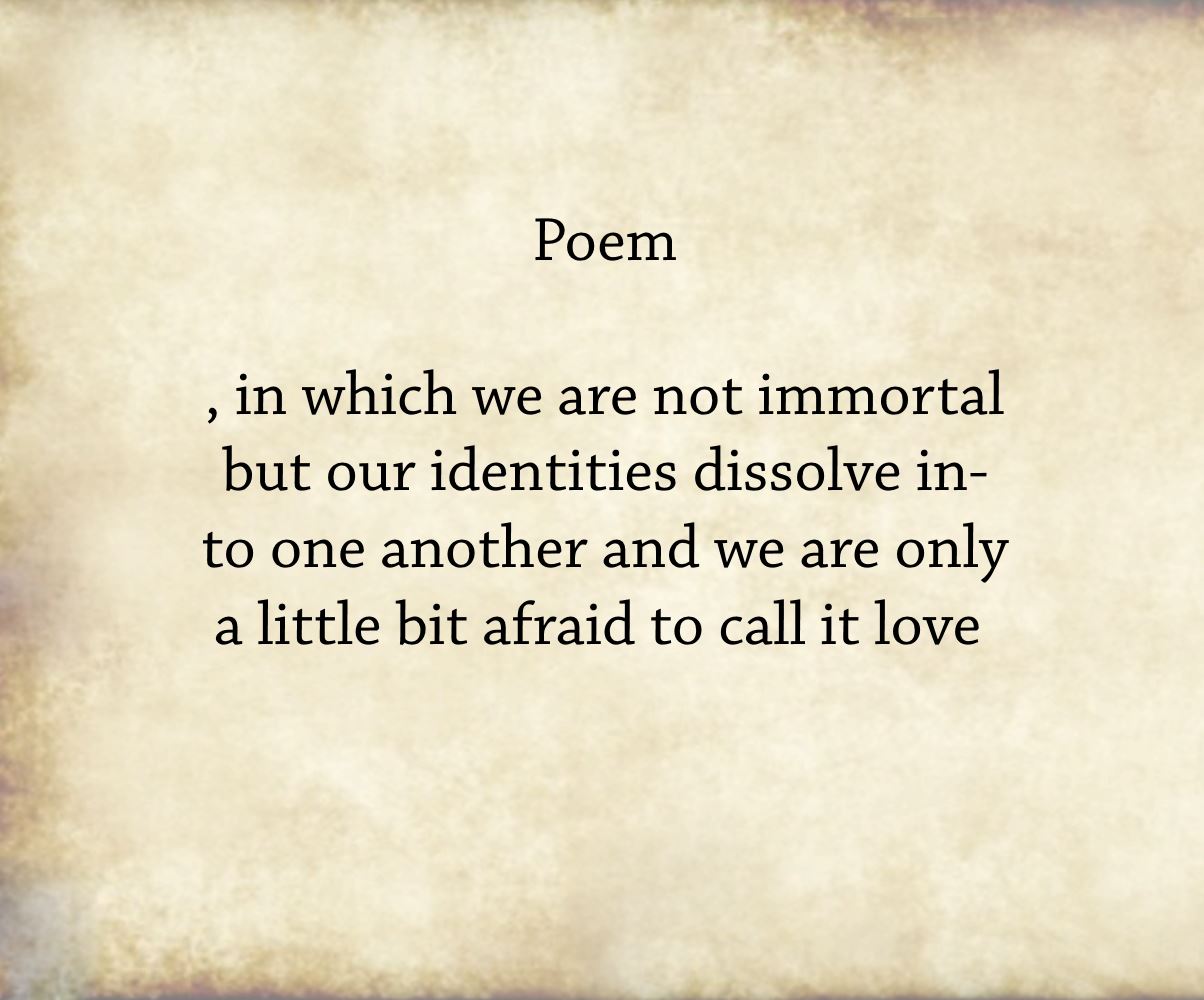 Poem
, in which we are not immortal
but our identities dissolve in-
to one another and we are only
a little bit afraid to call it love